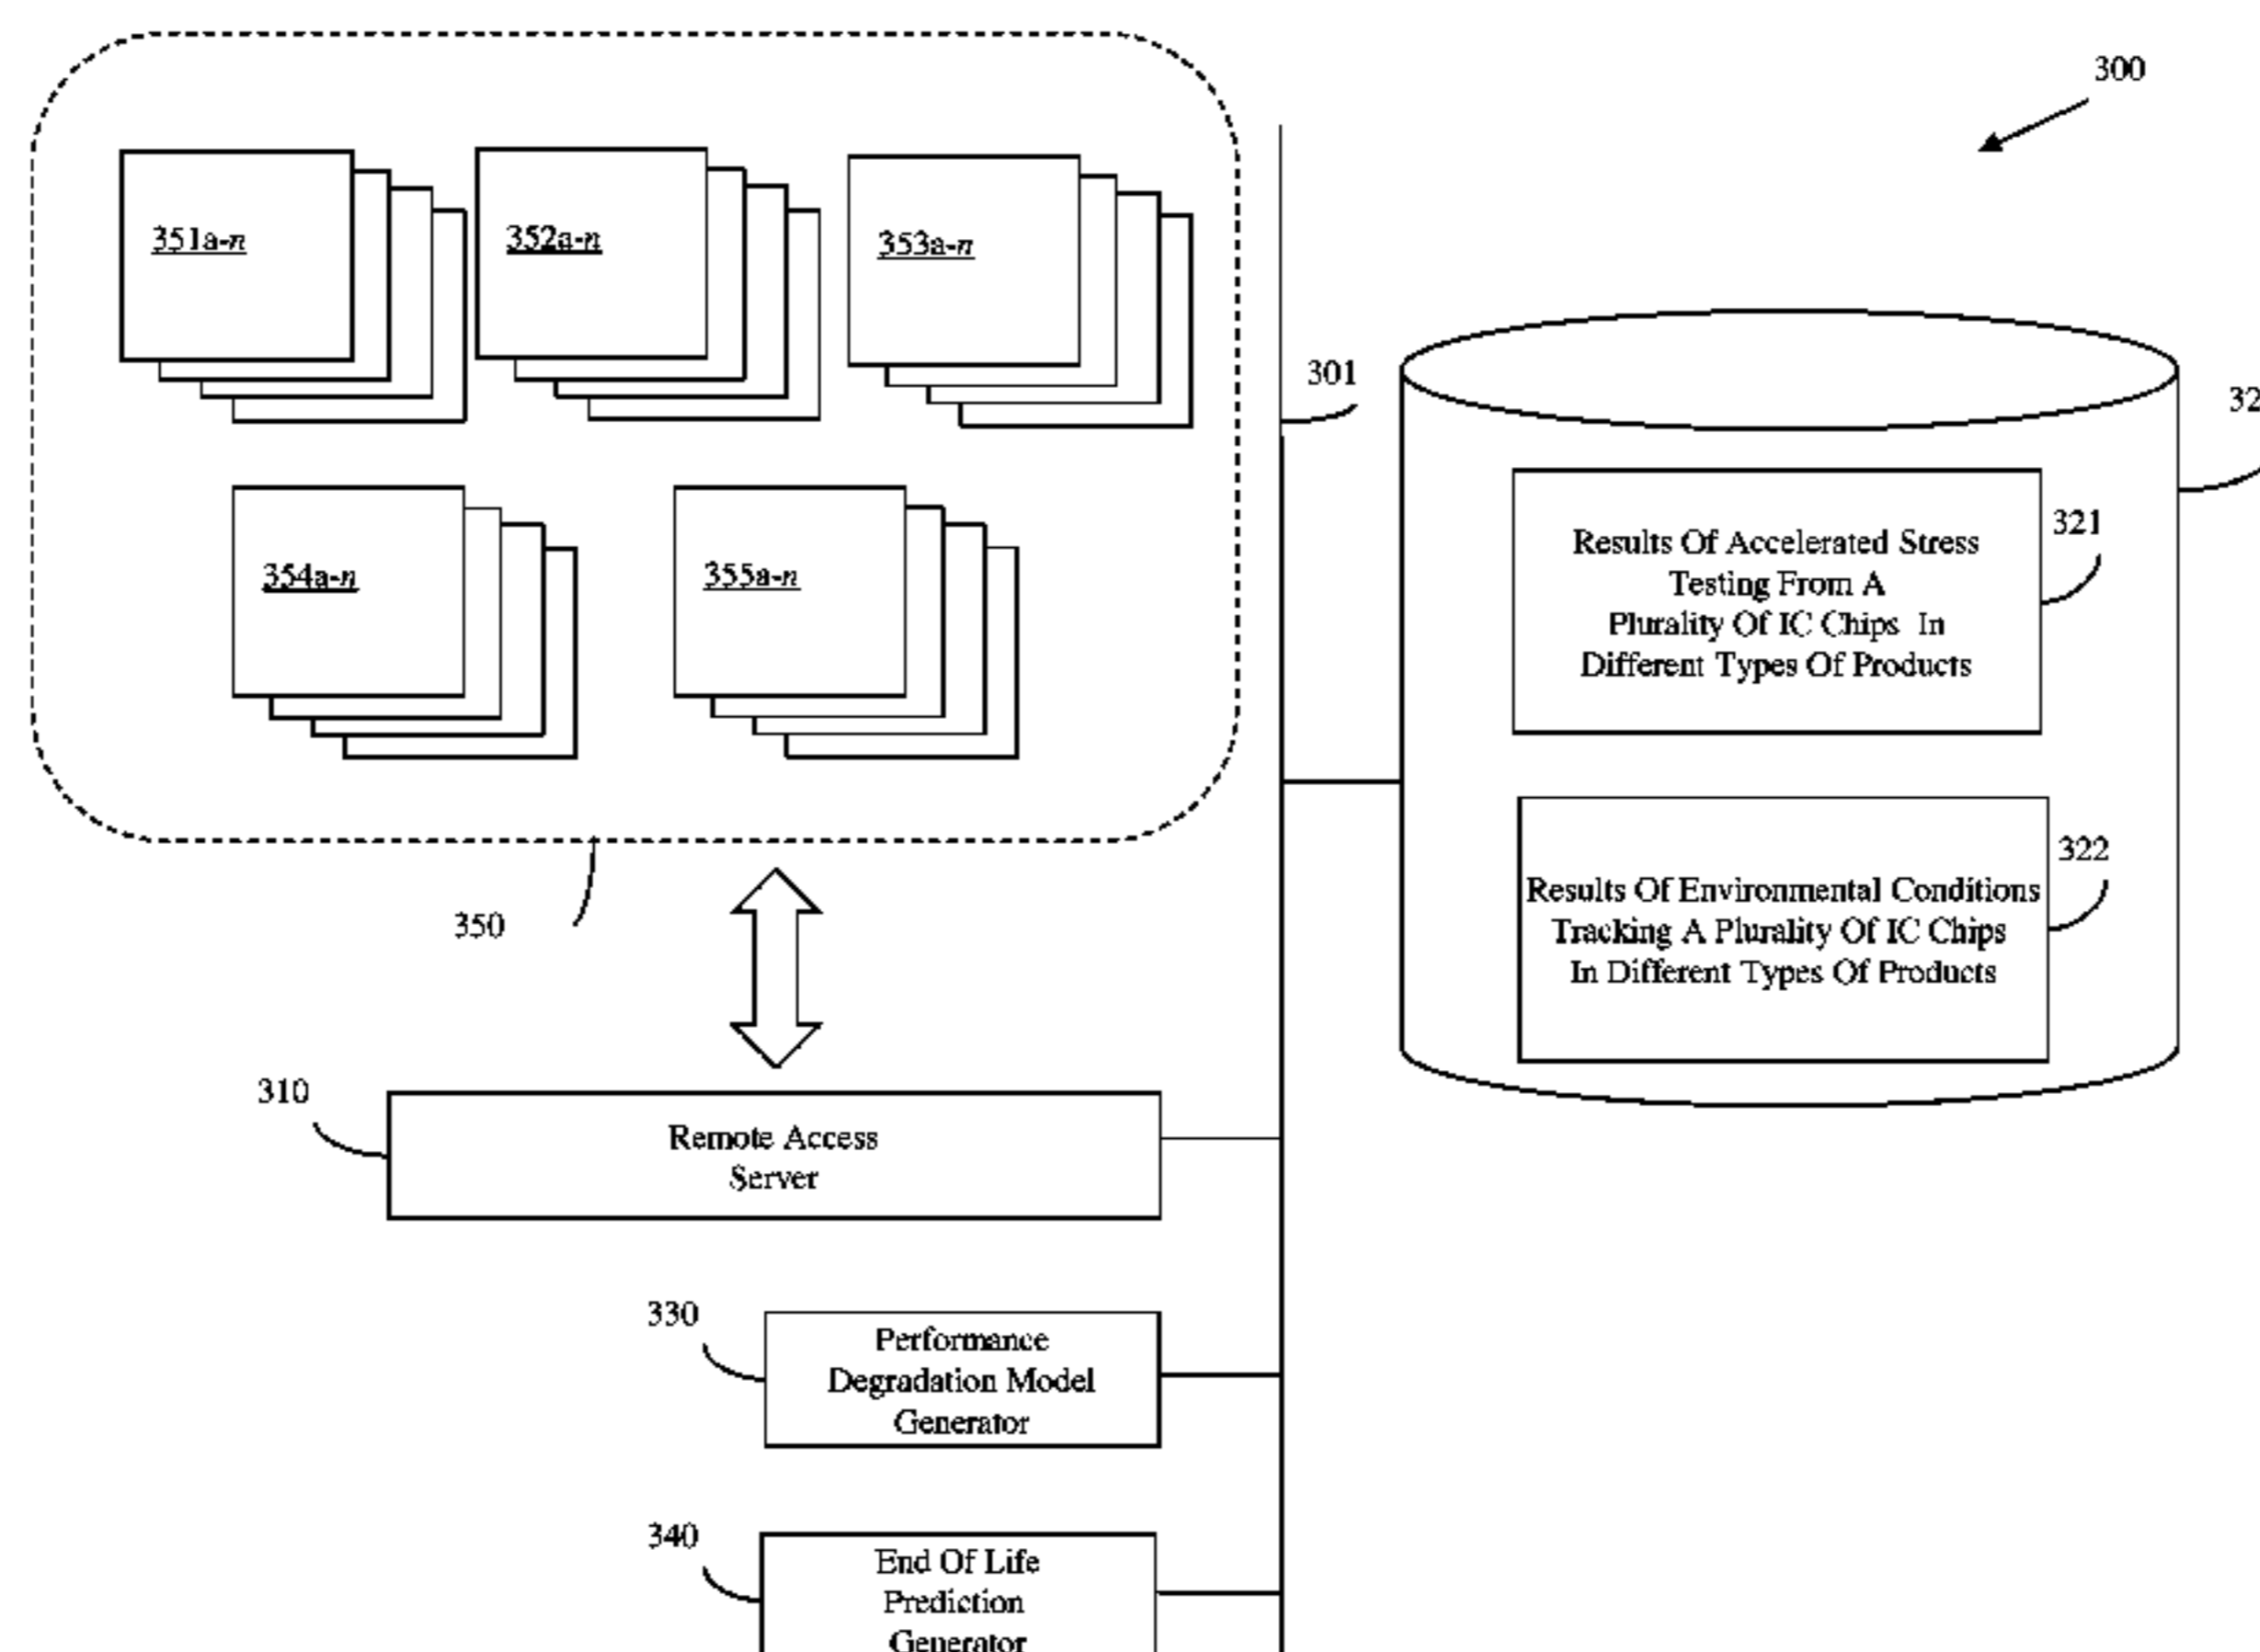 300
351a-n
352a-n
353a-n
301
32
354a-n
355a-n
321
Results Of Accelerated Stress
Testing From A
Plurality Of IC Chips In
Different Types Of Products
322
Results Of Environmental Conditions
Tracking A Plurality Of IC Chips
In Different Types Of Products
350
310
Remote Access
Server
330
Performance
Degradation Model
Generator
340
End Of Life
Prediction
Generator